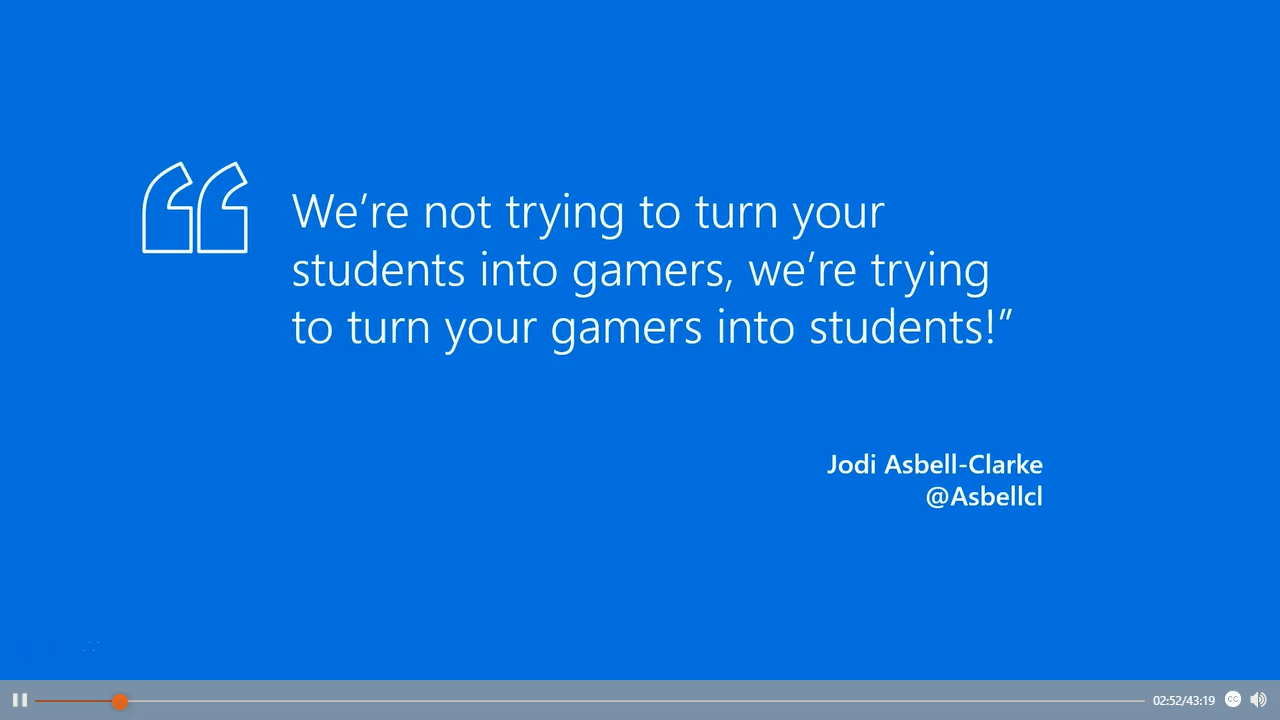 “We’re not trying to turn your
students into gamers, we’re trying
to turn your gamers into students!”
Jodi Asbell-Clarke
@Asbellcl
02:52/43:19
CC